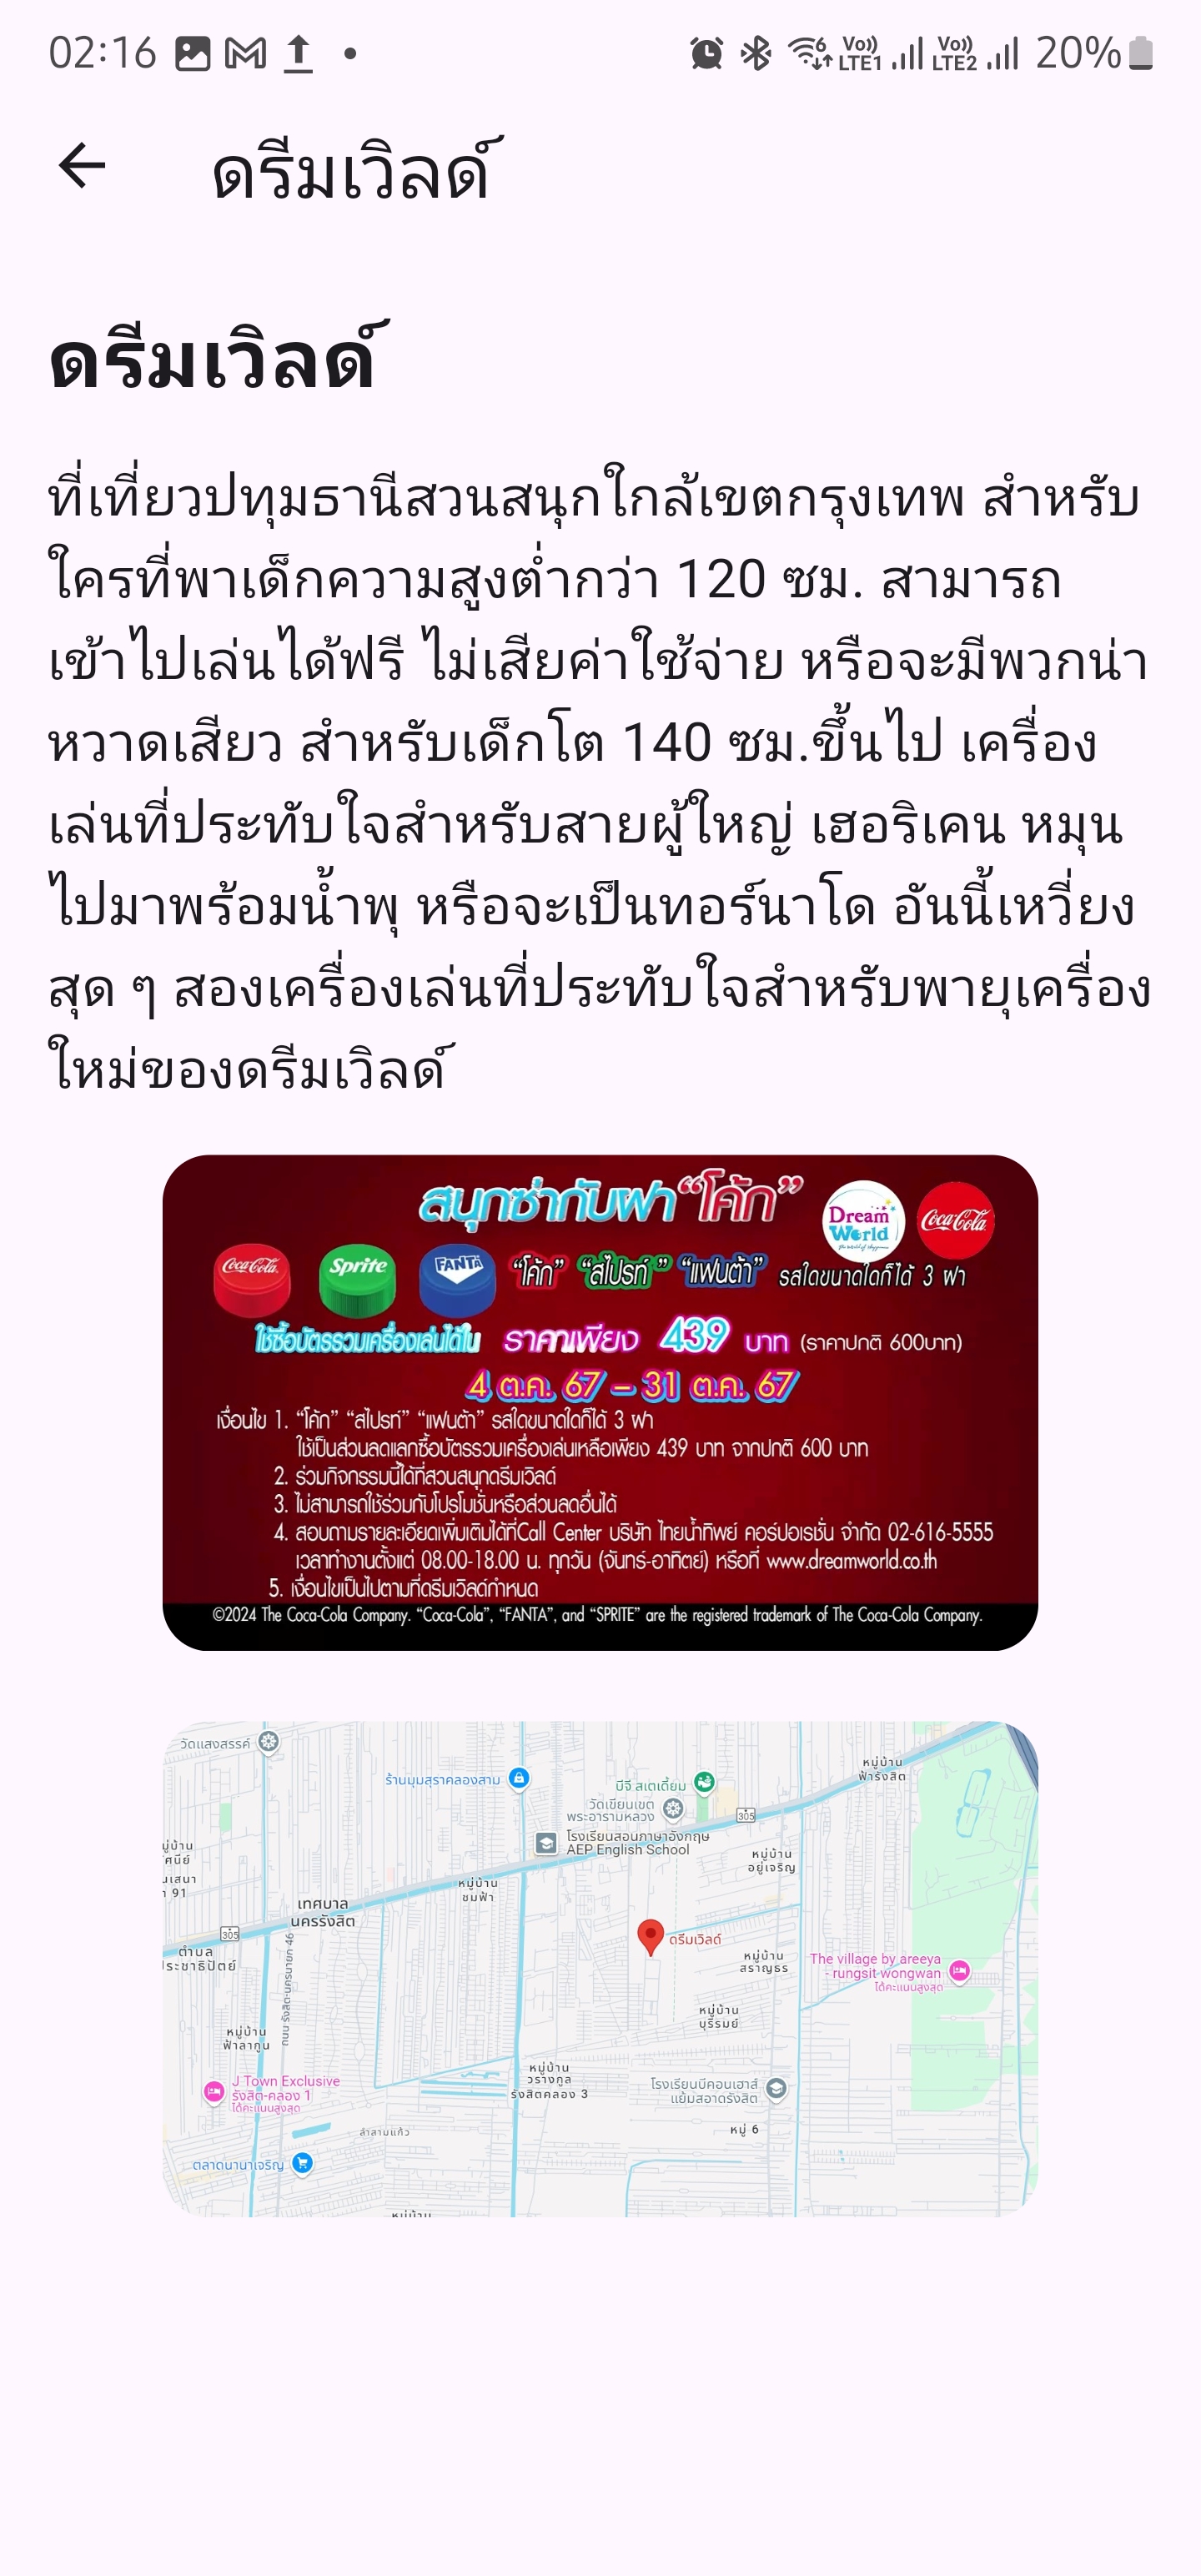 02:16
6 Vo)) LTE1 Vo)) LTE2 20%
ดรีมเวิลด์
ดรีมเวิลด์
ที่เที่ยวปทุมธานีสวนสนุกใกล้เขตกรุงเทพ สำหรับ
ใครที่พาเด็กความสูงต่ำกว่า 120 ซม. สามารถ
เข้าไปเล่นได้ฟรี ไม่เสียค่าใช้จ่าย หรือจะมีพวกน่า
หวาดเสียว สำหรับเด็กโต 140 ซม.ขึ้นไป เครื่อง
เล่นที่ประทับใจสำหรับสายผู้ใหญ่ เฮอริเคน หมุน
ไปมาพร้อมน้ำพุ หรือจะเป็นทอร์นาโด อันนี้เหวี่ยง
สุด ๆ สองเครื่องเล่นที่ประทับใจสำหรับพายุเครื่อง
ใหม่ของดรีมเวิลด์
สนุกซ่ากับฝา“โค้ก”
Dream World The World of Happiness
Coca-Cola
Coca-Cola Sprite FANTA “โค้ก” “สไปรท์” “แฟนต้า” รสใดขนาดใดก็ได้ 3 ฝา
ใช้ซื้อบัตรรวมเครื่องเล่นได้ใน ราคาเพียง 439 บาท (ราคาปกติ 600บาท)
4 ต.ค. 67 – 31 ต.ค. 67
เงื่อนไข 1. “โค้ก” “สไปรท์” “แฟนต้า” รสใดขนาดใดก็ได้ 3 ฝา
ใช้เป็นส่วนลดแลกซื้อบัตรรวมเครื่องเล่นเหลือเพียง 439 บาท จากปกติ 600 บาท
2. ร่วมกิจกรรมนี้ได้ที่สวนสนุกดรีมเวิลด์
3. ไม่สามารถใช้ร่วมกับโปรโมชั่นหรือส่วนลดอื่นได้
4. สอบถามรายละเอียดเพิ่มเติมได้ที่Call Center บริษัท ไทยน้ำทิพย์ คอร์ปอเรชั่น จำกัด 02-616-5555
เวลาทำงานตั้งแต่ 08.00-18.00 น. ทุกวัน (จันทร์-อาทิตย์) หรือที่ www.dreamworld.co.th
5. เงื่อนไขเป็นไปตามที่ดรีมเวิลด์กำหนด
©2024 The Coca-Cola Company. “Coca-Cola”, “FANTA”, and “SPRITE” are the registered trademark of The Coca-Cola Company.
วัดแสงสรรค์
ร้านมุมสุราคลองสาม
บีจี สเตเดี้ยม
หมู่บ้าน
ฟ้ารังสิต
วัดเขียนเขต
พระอารามหลวง
305
โรงเรียนสอนภาษาอังกฤษ
AEP English School
หมู่บ้าน
อยู่เจริญ
ศนีย์
แสนา
91
หมู่บ้าน
ชมฟ้า
เทศบาล
นครรังสิต
305
ตำบล
ประชาธิปัตย์
ถนน รังสิต-นครนายก 46
ดรีมเวิลด์
หมู่บ้าน
สราญธร
The village by areeya
- rungsit wongwan
ได้คะแนนสูงสุด
หมู่บ้าน
บุรีรมย์
หมู่บ้าน
ฟ้าลากูน
หมู่บ้าน
วรางกูล
รังสิตคลอง 3
J Town Exclusive
รังสิต-คลอง 1
ได้คะแนนสูงสุด
โรงเรียนบีคอนเฮาส์
แย้มสอาดรังสิต
ลำสามแก้ว
หมู่ 6
ตลาดนานาเจริญ
หมู่บ้าน